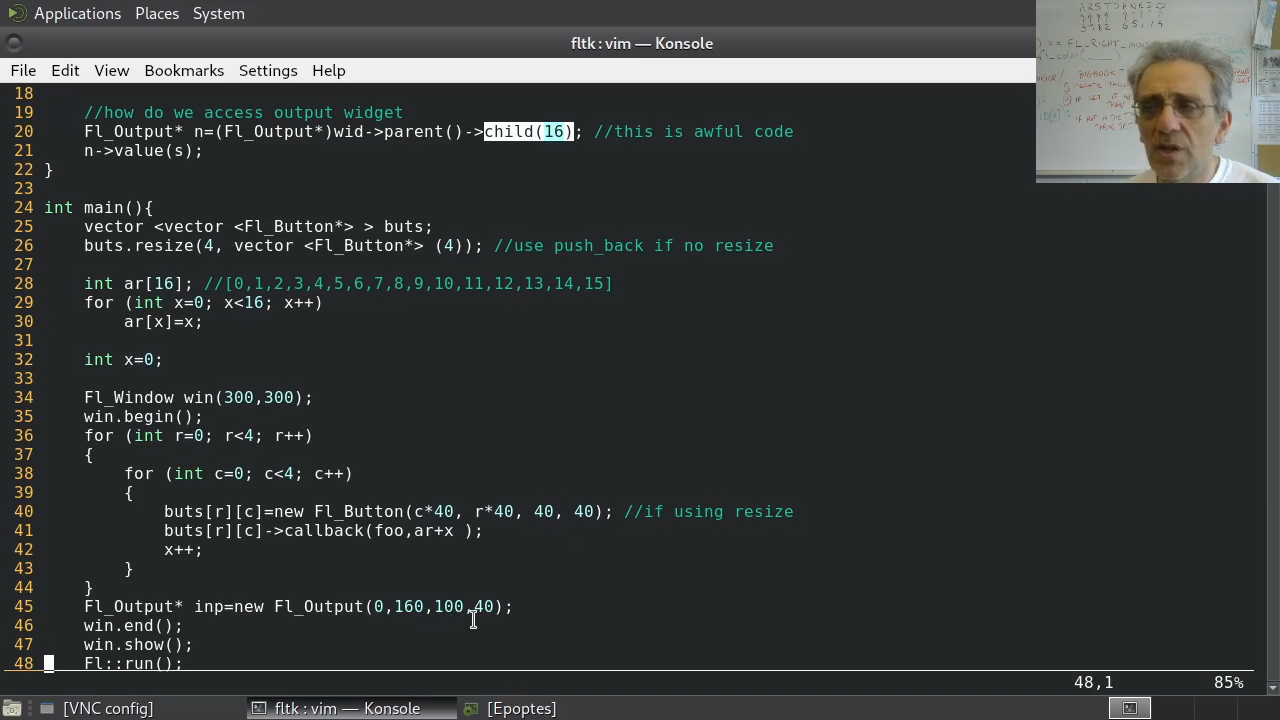 Applications Places System
fltk : vim — Konsole
File Edit View Bookmarks Settings Help
18
19 //how do we access output widget
20 Fl_Output* n=(Fl_Output*)wid->parent()->child(16); //this is awful code
21 n->value(s);
22 }
23
24 int main(){
25 vector <vector <Fl_Button*> > buts;
26 buts.resize(4, vector <Fl_Button*> (4)); //use push_back if no resize
27
28 int ar[16]; //[0,1,2,3,4,5,6,7,8,9,10,11,12,13,14,15]
29 for (int x=0; x<16; x++)
30 ar[x]=x;
31
32 int x=0;
33
34 Fl_Window win(300,300);
35 win.begin();
36 for (int r=0; r<4; r++)
37 {
38 for (int c=0; c<4; c++)
39 {
40 buts[r][c]=new Fl_Button(c*40, r*40, 40, 40); //if using resize
41 buts[r][c]->callback(foo,ar+x );
42 x++;
43 }
44 }
45 Fl_Output* inp=new Fl_Output(0,160,100,40);
46 win.end();
47 win.show();
48 Fl::run();
48,1 85%
[VNC config] fltk : vim — Konsole [Epoptes]